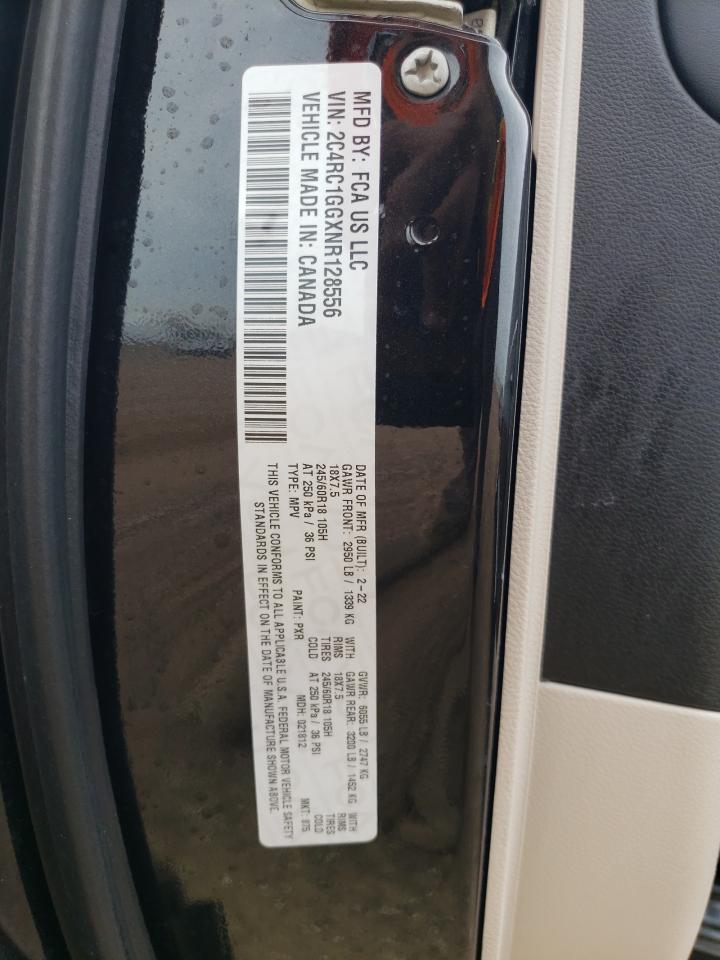 MFD BY: FCA US LLC
VIN: 2C4RC1GGXNR128556
VEHICLE MADE IN: CANADA
DATE OF MFR (BUILT): 2-22 GVWR: 6055 LB / 2747 KG
GAWR FRONT: 2950 LB / 1339 KG WITH GAWR REAR: 3200 LB / 1452 KG WITH
18X7.5 RIMS 18X7.5 RIMS
245/60R18 105H TIRES 245/60R18 105H TIRES
AT 250 kPa / 36 PSI COLD AT 250 kPa / 36 PSI COLD
TYPE: MPV PAINT: PXR MDH: 021812 MKT: 875
THIS VEHICLE CONFORMS TO ALL APPLICABLE U.S.A. FEDERAL MOTOR VEHICLE SAFETY
STANDARDS IN EFFECT ON THE DATE OF MANUFACTURE SHOWN ABOVE.